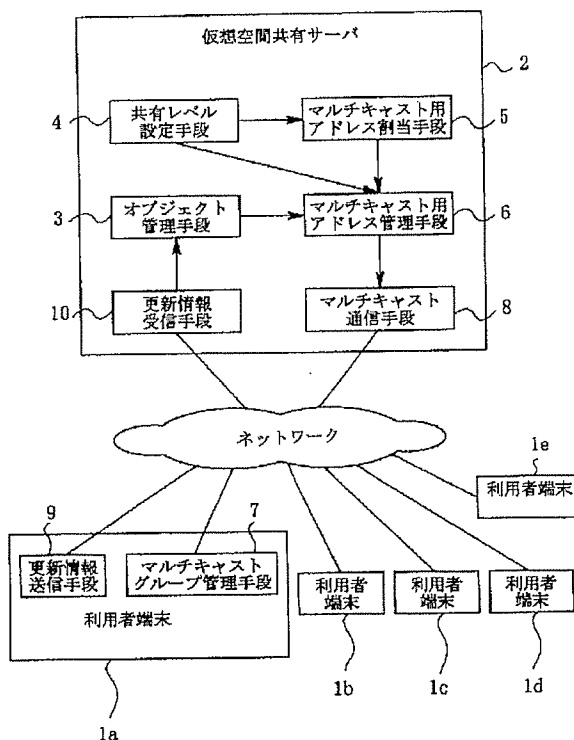 仮想空間共有サーバ
2
4
共有レベル
設定手段
マルチキャスト用
アドレス割当手段
5
3
オブジェクト
管理手段
マルチキャスト用
アドレス管理手段
6
10
更新情報
受信手段
マルチキャスト
通信手段
8
ネットワーク
1e
利用者端末
9
更新情報
送信手段
7
マルチキャスト
グループ管理手段
利用者端末
1a
利用者
端末
1b
利用者
端末
1c
利用者
端末
1d